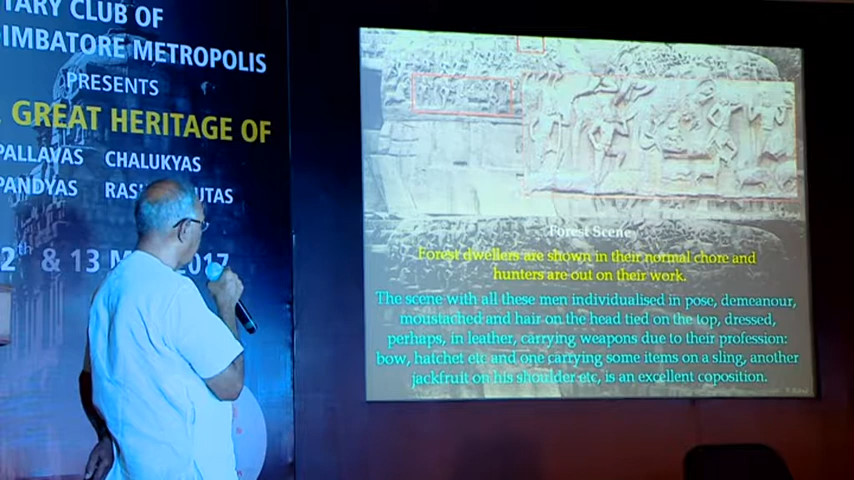 TARY CLUB OF
OIMBATORE METROPOLIS
PRESENTS
GREAT HERITAGE OF
PALLAVAS CHALUKYAS
PANDYAS
2th & 13 2017
Forest Scene
Forest dwellers are shown in their normal chore and
hunters are out on their work.
The scene with all these men individualised in pose, demeanour,
moustached and hair on the head tied on the top, dressed,
perhaps, in leather, carrying weapons due to their profession:
bow, hatchet etc and one carrying some items on a sling, another
jackfruit on his shoulder etc, is an excellent coposition.